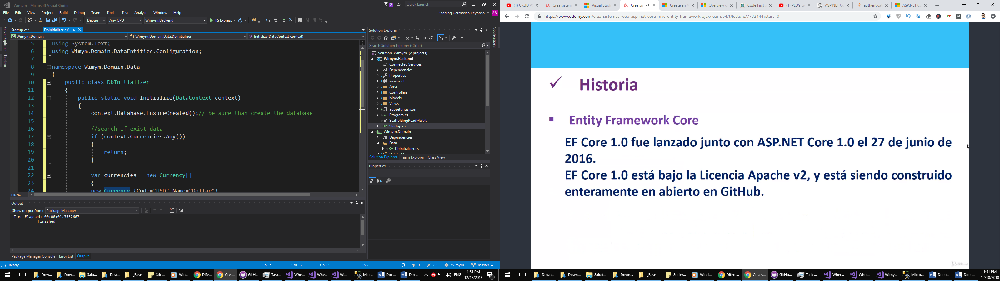 Wimym - Microsoft Visual Studio
2
Quick Launch
File Edit View Project Build Debug Team Tools Test Analyze Window Help
Starling Germosen Reynoso SR
Debug Any CPU Wimym.Backend IIS Express
Startup.cs* DbInitializer.cs*
Wimym.Domain Wimym.Domain.Data.DbInitializer Initialize(DataContext context)
Server Explorer
Toolbox
5 using System.Text;
6 using Wimym.Domain.DataEntities.Configuration;
7
8 namespace Wimym.Domain.Data
9 {
10 public class DbInitializer
11 {
12 public static void Initialize(DataContext context)
13 {
14 context.Database.EnsureCreated();// be sure than create the database
15
16 //search if exist data
17 if (context.Currencies.Any())
18 {
19 return;
20 }
21
22 var currencies = new Currency[]
23 {
24 new Currency {Code="USD",Name="Dollar"},
146 %
Output
Show output from: Package Manager
Time Elapsed: 00:00:01.3552607
========== Finished ==========
Package Manager Console Error List Output
Solution Explorer
Notifications
Search Solution Explorer (Ctrl+;)
Solution 'Wimym' (2 projects)
Wimym.Backend
Connected Services
Dependencies
Properties
wwwroot
Areas
Controllers
Models
Views
appsettings.json
Program.cs
ScaffoldingReadMe.txt
Startup.cs
Wimym.Domain
Dependencies
Data
DbInitializer.cs
DataEntities
Solution Explorer Team Explorer Class View
Properties
Ready Ln 25 Col 13 Ch 13 INS 0 82 Wimym master
Dow... Dow... Salu... Dow... _Base Stic... Win... Dife... Crea... GitH... Task... Whe... Whe... Wi... Micr... Doc... Doc... ENG 1:51 PM
12/18/2018 1
(1) CRUD A Crea sistem Visual Studi Crea sis Create an A Overview o Code First (1) PLD's G ASP.NET Co authenticat ASP.NET Co
https://www.udemy.com/crea-sistemas-web-asp-net-core-mvc-entity-framework-ajax/learn/v4/t/lecture/7732444?start=0
Historia
Entity Framework Core
EF Core 1.0 fue lanzado junto con ASP.NET Core 1.0 el 27 de junio de
2016.
EF Core 1.0 está bajo la Licencia Apache v2, y está siendo construido
enteramente en abierto en GitHub.
Udemy
Down... Down... Salud... Down... _Base Sticky... Wind... Difere... Crea s... GitHu... Task ... Wher... Wher... Wimy... Micro... Docu... Docu... 1:51 PM
12/18/2018